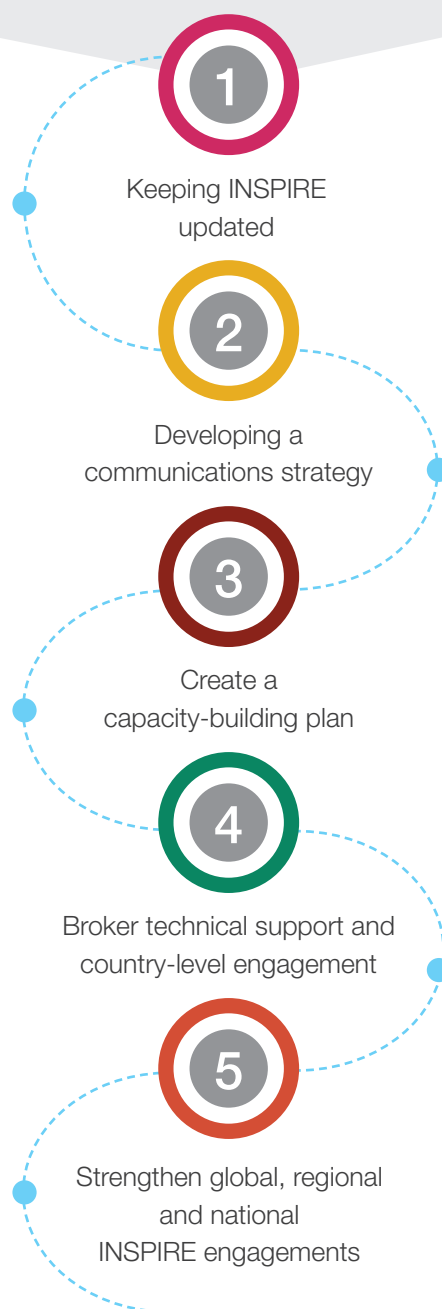 1
Keeping INSPIRE
updated
2
Developing a
communications strategy
3
Create a
capacity-building plan
4
Broker technical support and
country-level engagement
5
Strengthen global, regional
and national
INSPIRE engagements